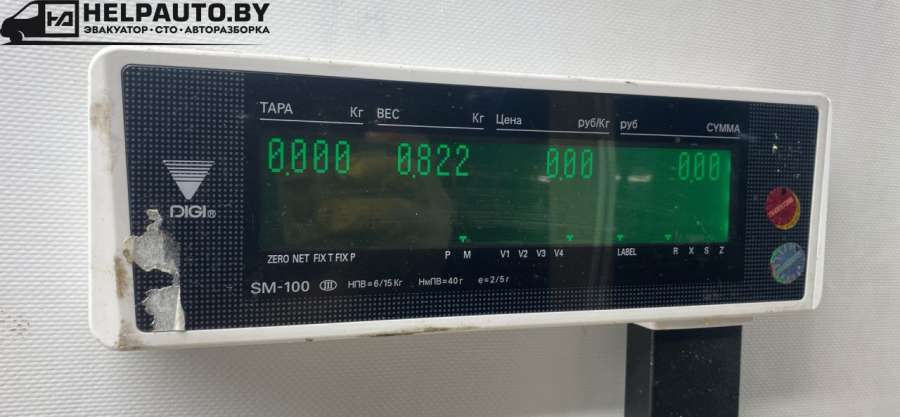 HELPAUTO.BY
ЭВАКУАТОР • СТО • АВТОРАЗБОРКА
ТАРА Кг ВЕС Кг Цена руб/Кг руб СУММА
0.000 0.822 0.00 0.00
DIGI®
ZERO NET FIX T FIX P P M V1 V2 V3 V4 LABEL R X S Z
SM-100 III НПВ=6/15 Кг НмПВ=40 г e=2/5 г